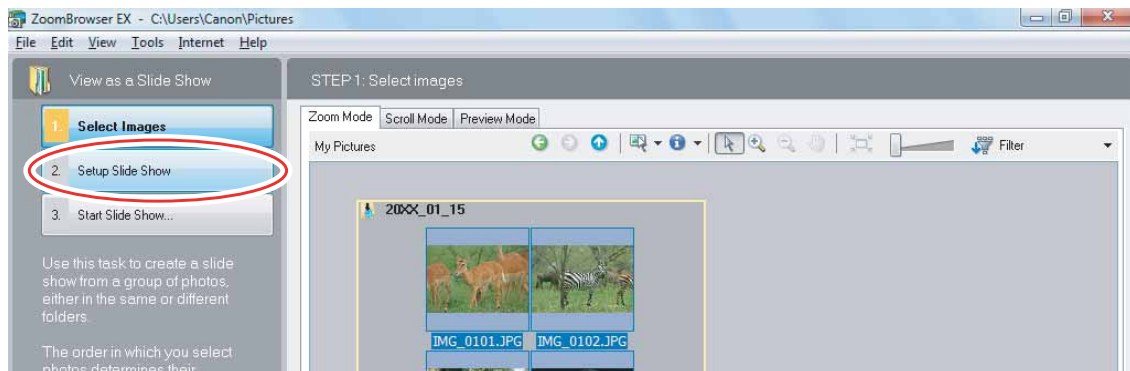 ZoomBrowser EX - C:\Users\Canon\Pictures
File Edit View Tools Internet Help
View as a Slide Show
STEP 1: Select images
1. Select Images
2. Setup Slide Show
3. Start Slide Show...
Use this task to create a slide
show from a group of photos,
either in the same or different
folders.
The order in which you select
photos determines their
Zoom Mode Scroll Mode Preview Mode
My Pictures
Filter
20XX_01_15
IMG_0101.JPG IMG_0102.JPG